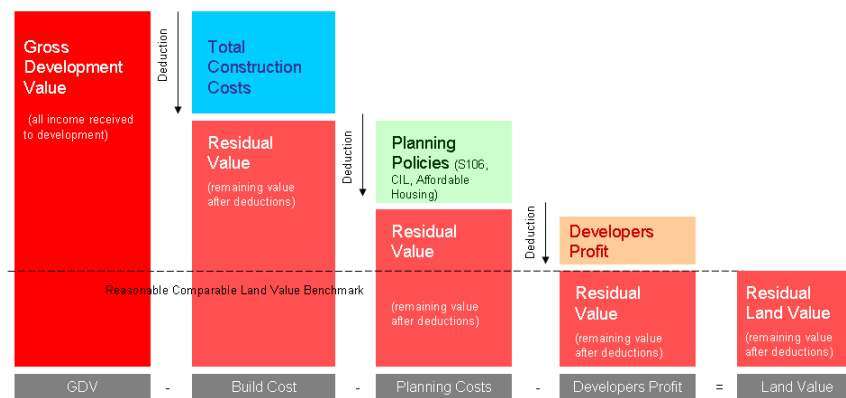 Gross
Development
Value
(all income received
to development)
Deduction
Total
Construction
Costs
Residual
Value
(remaining value
after deductions)
Deduction
Planning
Policies (S106,
CIL, Affordable
Housing)
Residual
Value
(remaining value
after deductions)
Deduction
Developers
Profit
Residual
Value
(remaining value
after deductions)
Residual
Land Value
(remaining value
after deductions)
Reasonable Comparable Land Value Benchmark
GDV - Build Cost - Planning Costs - Developers Profit = Land Value